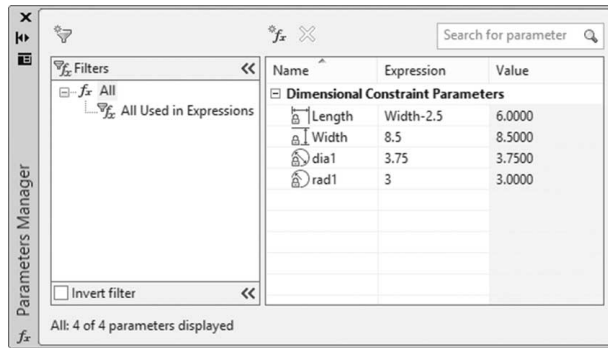 Search for parameter
Filters
fx All
fx All Used in Expressions
Invert filter
Name Expression Value
Dimensional Constraint Parameters
Length Width-2.5 6.0000
Width 8.5 8.5000
dia1 3.75 3.7500
rad1 3 3.0000
All: 4 of 4 parameters displayed
Parameters Manager